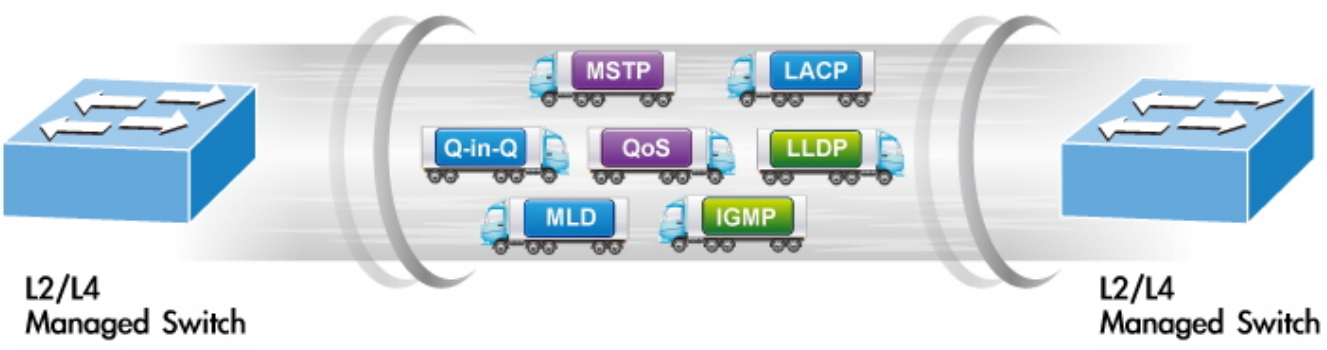 MSTP
LACP
Q-in-Q
QoS
LLDP
MLD
IGMP
L2/L4
Managed Switch
L2/L4
Managed Switch